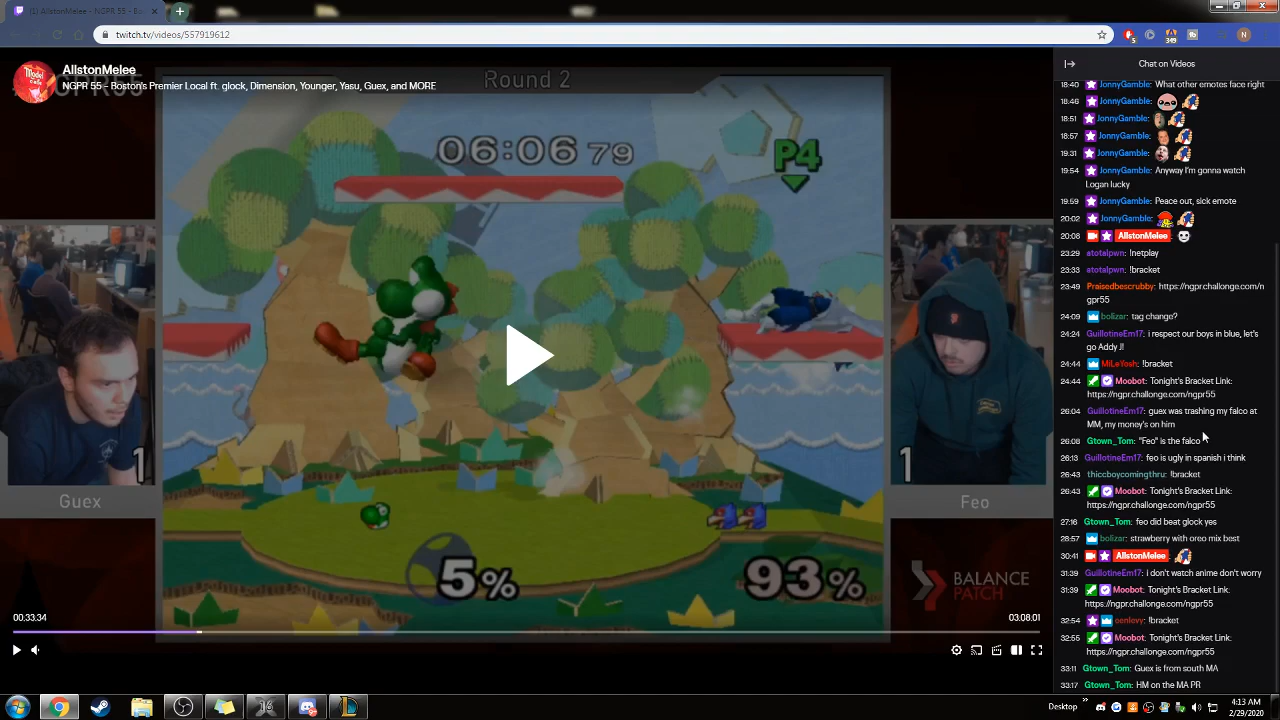 (1) AllstonMelee - NGPR 55 - Bo
twitch.tv/videos/557919612
AllstonMelee
NGPR 55 - Boston's Premier Local ft. glock, Dimension, Younger, Yasu, Guex, and MORE
Round 2
06:06 79
P4
1
1
Guex
Feo
5%
93%
BALANCE
PATCH
00:33:34
03:08:01
Chat on Videos
18:40 JonnyGamble: What other emotes face right
18:46 JonnyGamble:
18:51 JonnyGamble:
18:57 JonnyGamble:
19:31 JonnyGamble:
19:54 JonnyGamble: Anyway I'm gonna watch
Logan lucky
19:59 JonnyGamble: Peace out, sick emote
20:02 JonnyGamble:
20:08 AllstonMelee:
23:29 atotalpwn: !netplay
23:33 atotalpwn: !bracket
23:49 Praisedbescrubby: https://ngpr.challonge.com/n
gpr55
24:09 bolizar: tag change?
24:24 GuillotineEm17: i respect our boys in blue, let's
go Addy J!
24:44 MiLeYosh: !bracket
24:44 Moobot: Tonight's Bracket Link:
https://ngpr.challonge.com/ngpr55
26:04 GuillotineEm17: guex was trashing my falco at
MM, my money's on him
26:08 Gtown_Tom: "Feo" is the falco
26:13 GuillotineEm17: feo is ugly in spanish i think
26:43 thiccboycomingthru: !bracket
26:43 Moobot: Tonight's Bracket Link:
https://ngpr.challonge.com/ngpr55
27:16 Gtown_Tom: feo did beat glock yes
28:57 bolizar: strawberry with oreo mix best
30:41 AllstonMelee:
31:39 GuillotineEm17: I don't watch anime don't worry
31:39 Moobot: Tonight's Bracket Link:
https://ngpr.challonge.com/ngpr55
32:54 oenlevy: !bracket
32:55 Moobot: Tonight's Bracket Link:
https://ngpr.challonge.com/ngpr55
33:11 Gtown_Tom: Guex is from south MA
33:17 Gtown_Tom: HM on the MA PR
Desktop
4:13 AM
2/29/2020